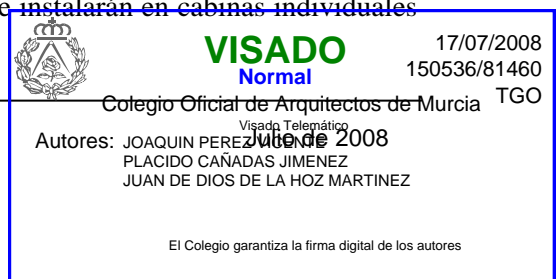 e instalarán en cabinas individuales
VISADO
Normal
17/07/2008
150536/81460
TGO
Colegio Oficial de Arquitectos de Murcia
Visado Telemático
Julio de 2008
Autores: JOAQUIN PEREZ VICENTE
PLACIDO CAÑADAS JIMENEZ
JUAN DE DIOS DE LA HOZ MARTINEZ
El Colegio garantiza la firma digital de los autores